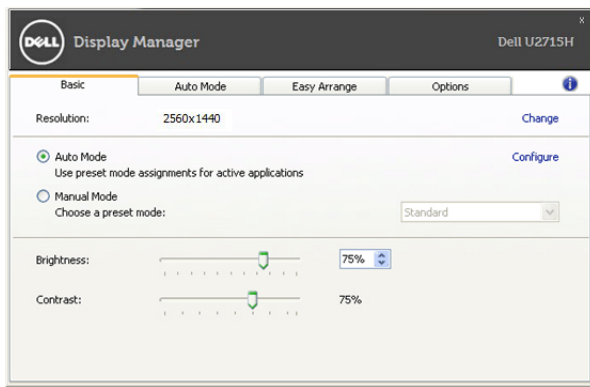 x
DELL Display Manager Dell U2715H
Basic Auto Mode Easy Arrange Options i
Resolution: 2560x1440 Change
Auto Mode Configure
Use preset mode assignments for active applications
Manual Mode
Choose a preset mode: Standard
Brightness: 75%
Contrast: 75%